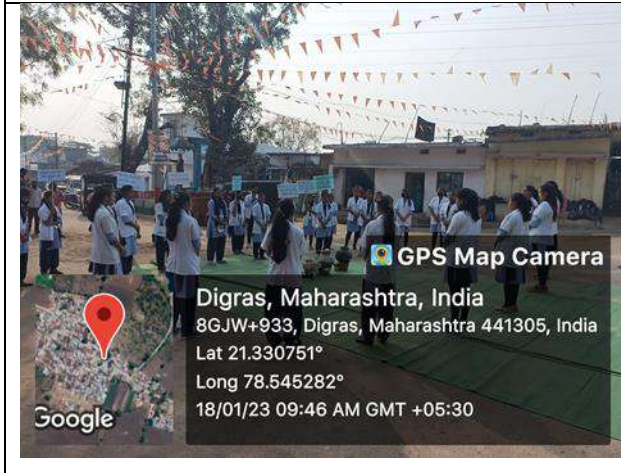 GPS Map Camera
Digras, Maharashtra, India
8GJW+933, Digras, Maharashtra 441305, India
Lat 21.330751°
Long 78.545282°
18/01/23 09:46 AM GMT +05:30
Google